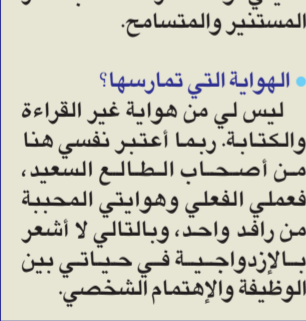 المستنير والمتسامح.
• الهواية التي تمارسها؟
ليس لي من هواية غير القراءة
والكتابة. ربما أعتبر نفسي هنا
من أصحاب الطالع السعيد،
فعملي الفعلي وهوايتي المحببة
من رافد واحد، وبالتالي لا أشعر
بالإزدواجية في حياتي بين
الوظيفة والإهتمام الشخصي.